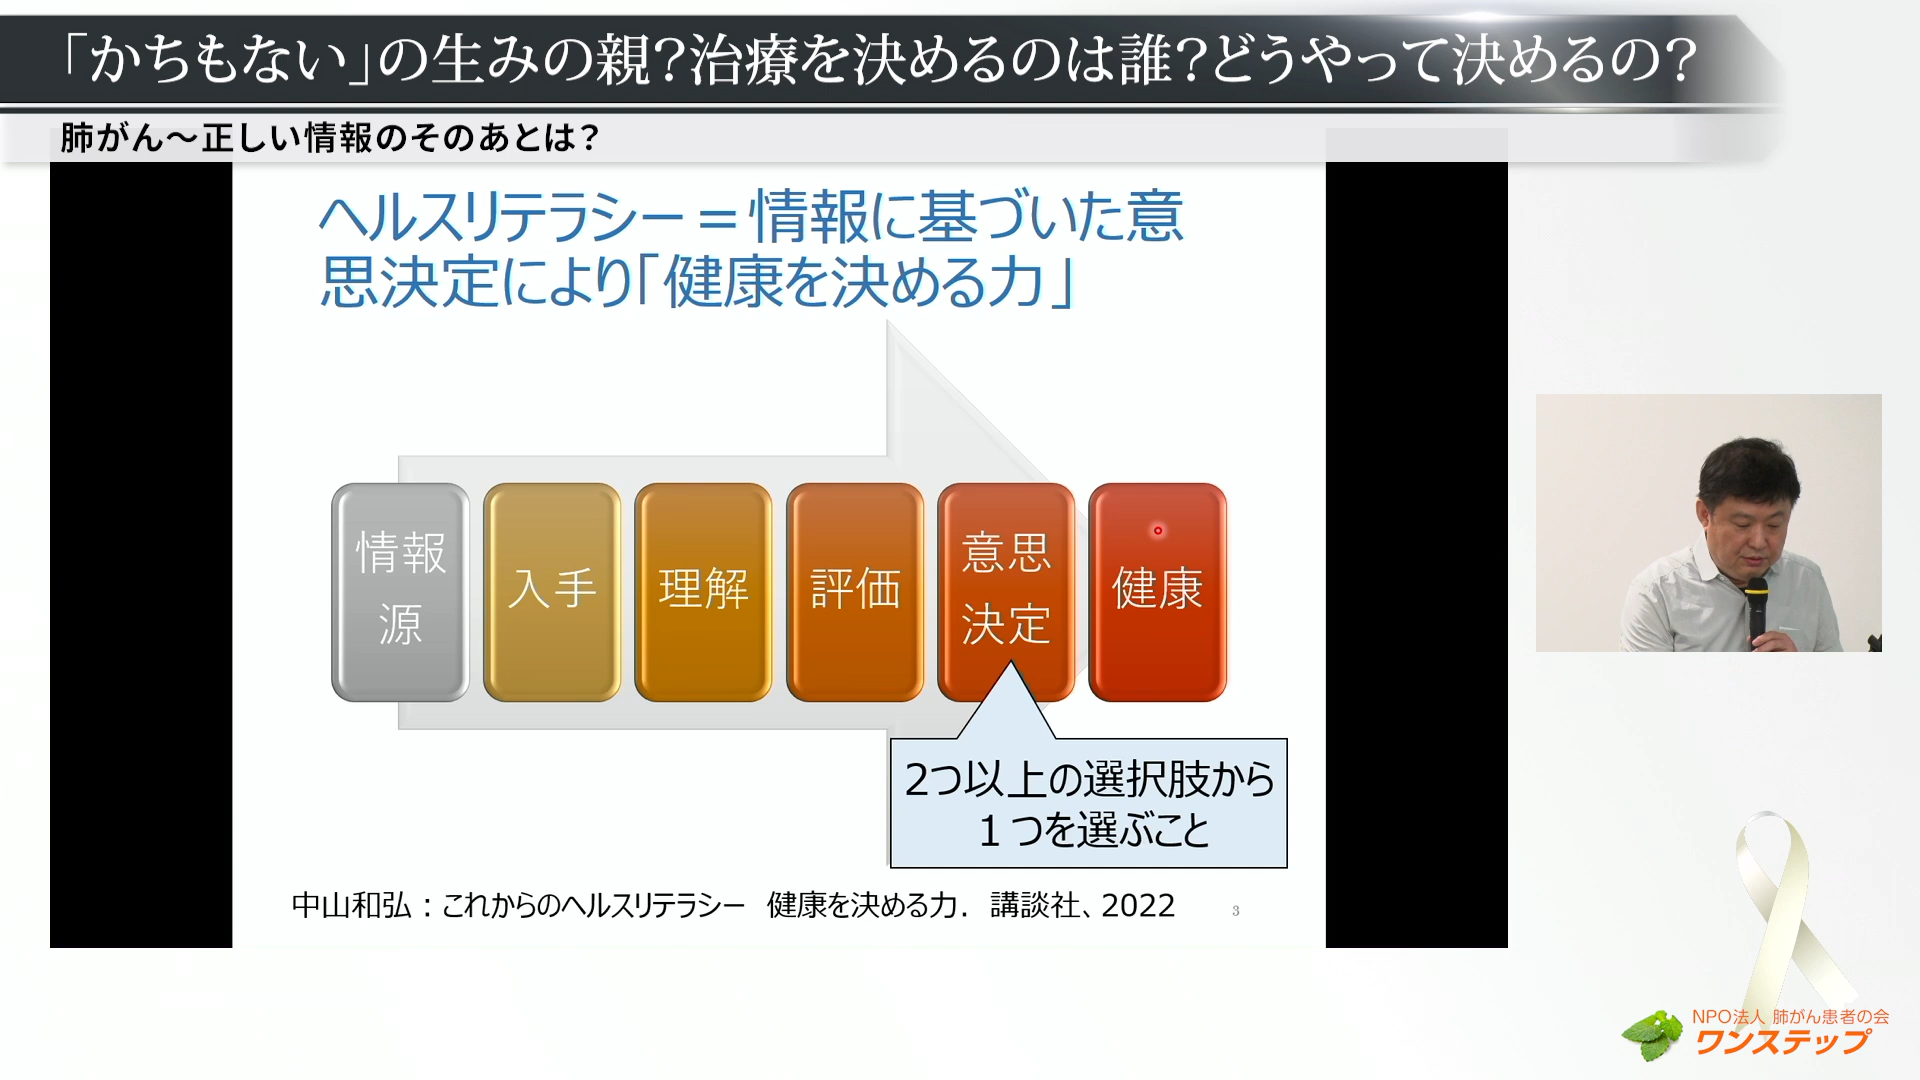 「かちもない」の生みの親？治療を決めるのは誰？どうやって決めるの？
肺がん～正しい情報のそのあとは？
ヘルスリテラシー＝情報に基づいた意
思決定により「健康を決める力」
情報
源
入手
理解
評価
意思
決定
健康
2つ以上の選択肢から
１つを選ぶこと
中山和弘：これからのヘルスリテラシー　健康を決める力．講談社、2022
3
NPO法人 肺がん患者の会
ワンステップ